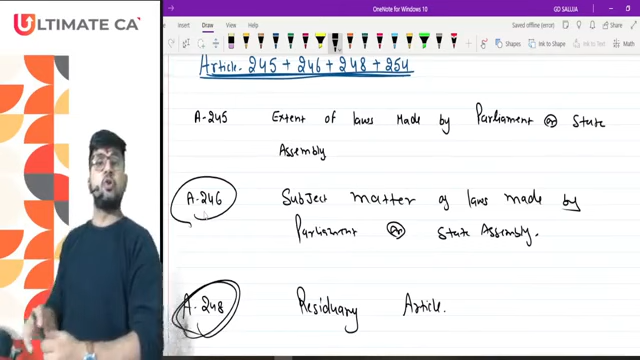 ULTIMATE CA
OneNote for Windows 10
GD SALUJA
Insert
Draw
View
Saved offline (error)
Shapes
Ink to Shape
Ink to Text
Article 245 + 246 + 248 + 254
A-245 Extent of laws Made by Parliament or State
Assembly
A-246 Subject matter of laws made by
Parliament or State Assembly.
A-248 Residuary Article.